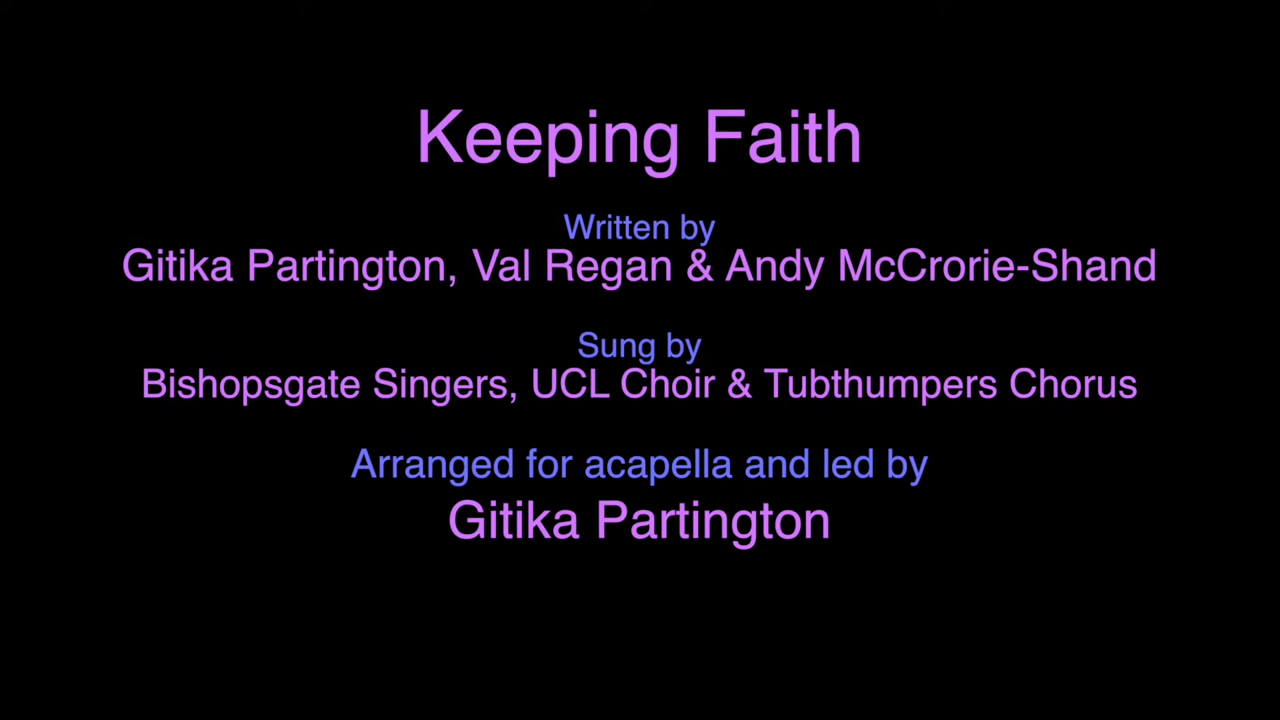 Keeping Faith
Written by
Gitika Partington, Val Regan & Andy McCrorie-Shand
Sung by
Bishopsgate Singers, UCL Choir & Tubthumpers Chorus
Arranged for acapella and led by
Gitika Partington